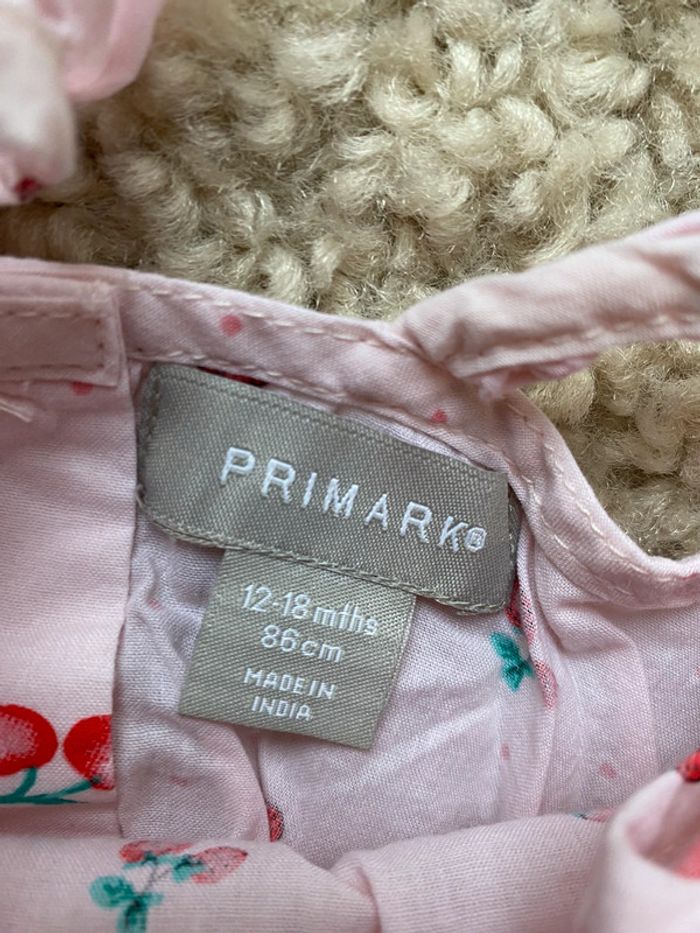 PRIMARK®
12-18 mths
86cm
MADE IN
INDIA